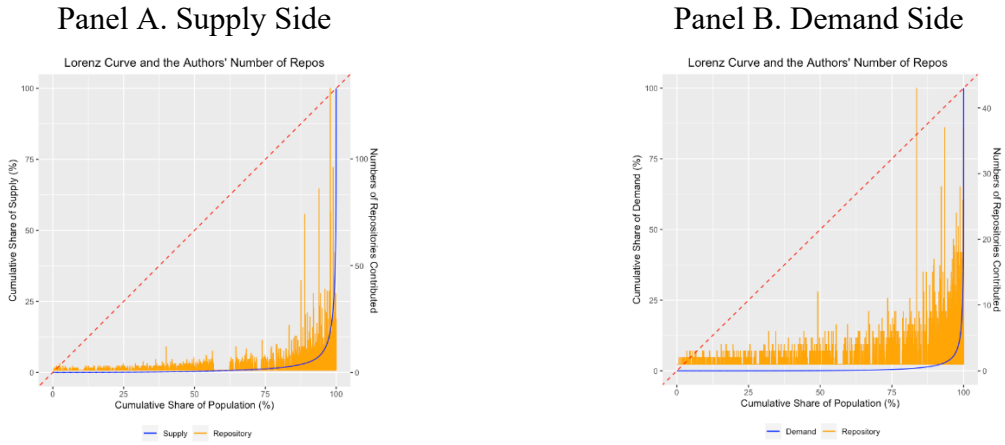 Panel A. Supply Side
Lorenz Curve and the Authors' Number of Repos
Cumulative Share of Supply (%)
100
75
50
25
0
Numbers of Repositories Contributed
100
50
0
0
25
50
75
100
Cumulative Share of Population (%)
Supply
Repository
Panel B. Demand Side
Lorenz Curve and the Authors' Number of Repos
Cumulative Share of Demand (%)
100
75
50
25
0
Numbers of Repositories Contributed
40
30
20
10
0
0
25
50
75
100
Cumulative Share of Population (%)
Demand
Repository